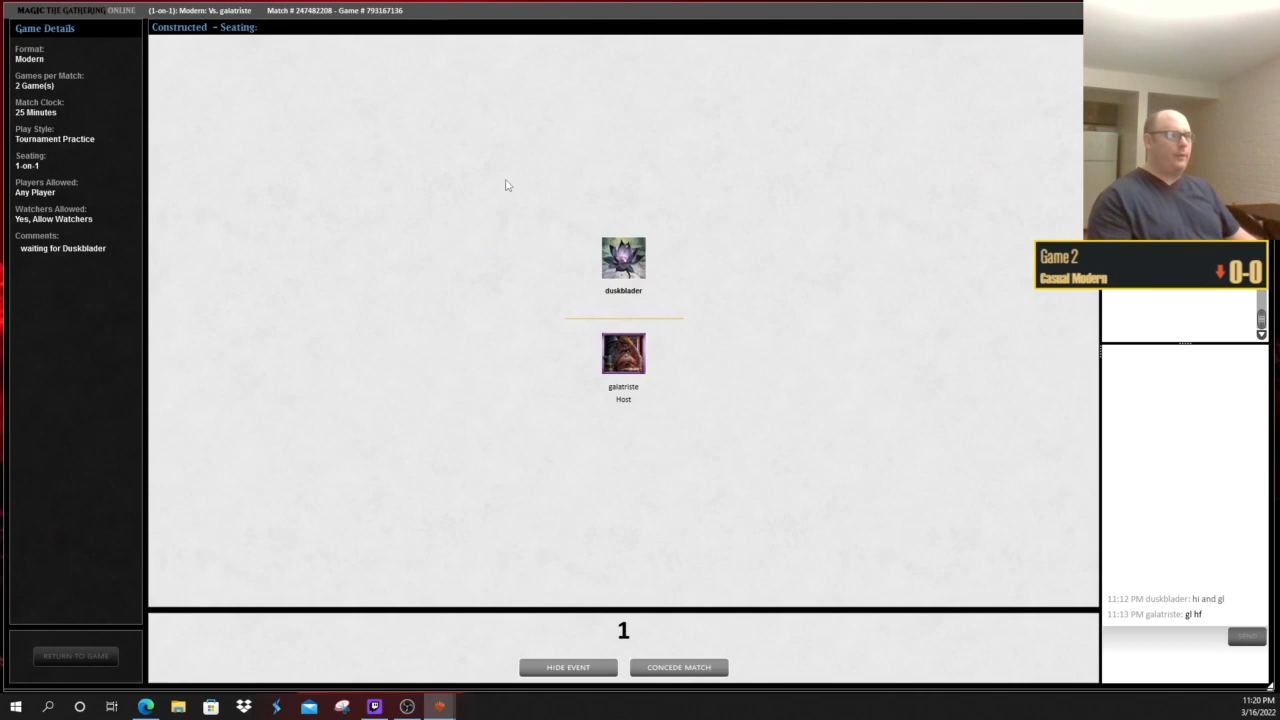 MAGIC THE GATHERING ONLINE
(1-on-1): Modern: Vs. galatriste
Match # 247482208 - Game # 793167136
Game Details
Constructed - Seating:
Format:
Modern
Games per Match:
2 Game(s)
Match Clock:
25 Minutes
Play Style:
Tournament Practice
Seating:
1-on-1
Players Allowed:
Any Player
Watchers Allowed:
Yes, Allow Watchers
Comments:
waiting for Duskblader
duskblader
galatriste
Host
Game 2
Casual Modern
0-0
11:12 PM duskblader: hi and gl
11:13 PM galatriste: gl hf
SEND
1
HIDE EVENT
CONCEDE MATCH
RETURN TO GAME
11:20 PM
3/16/2022